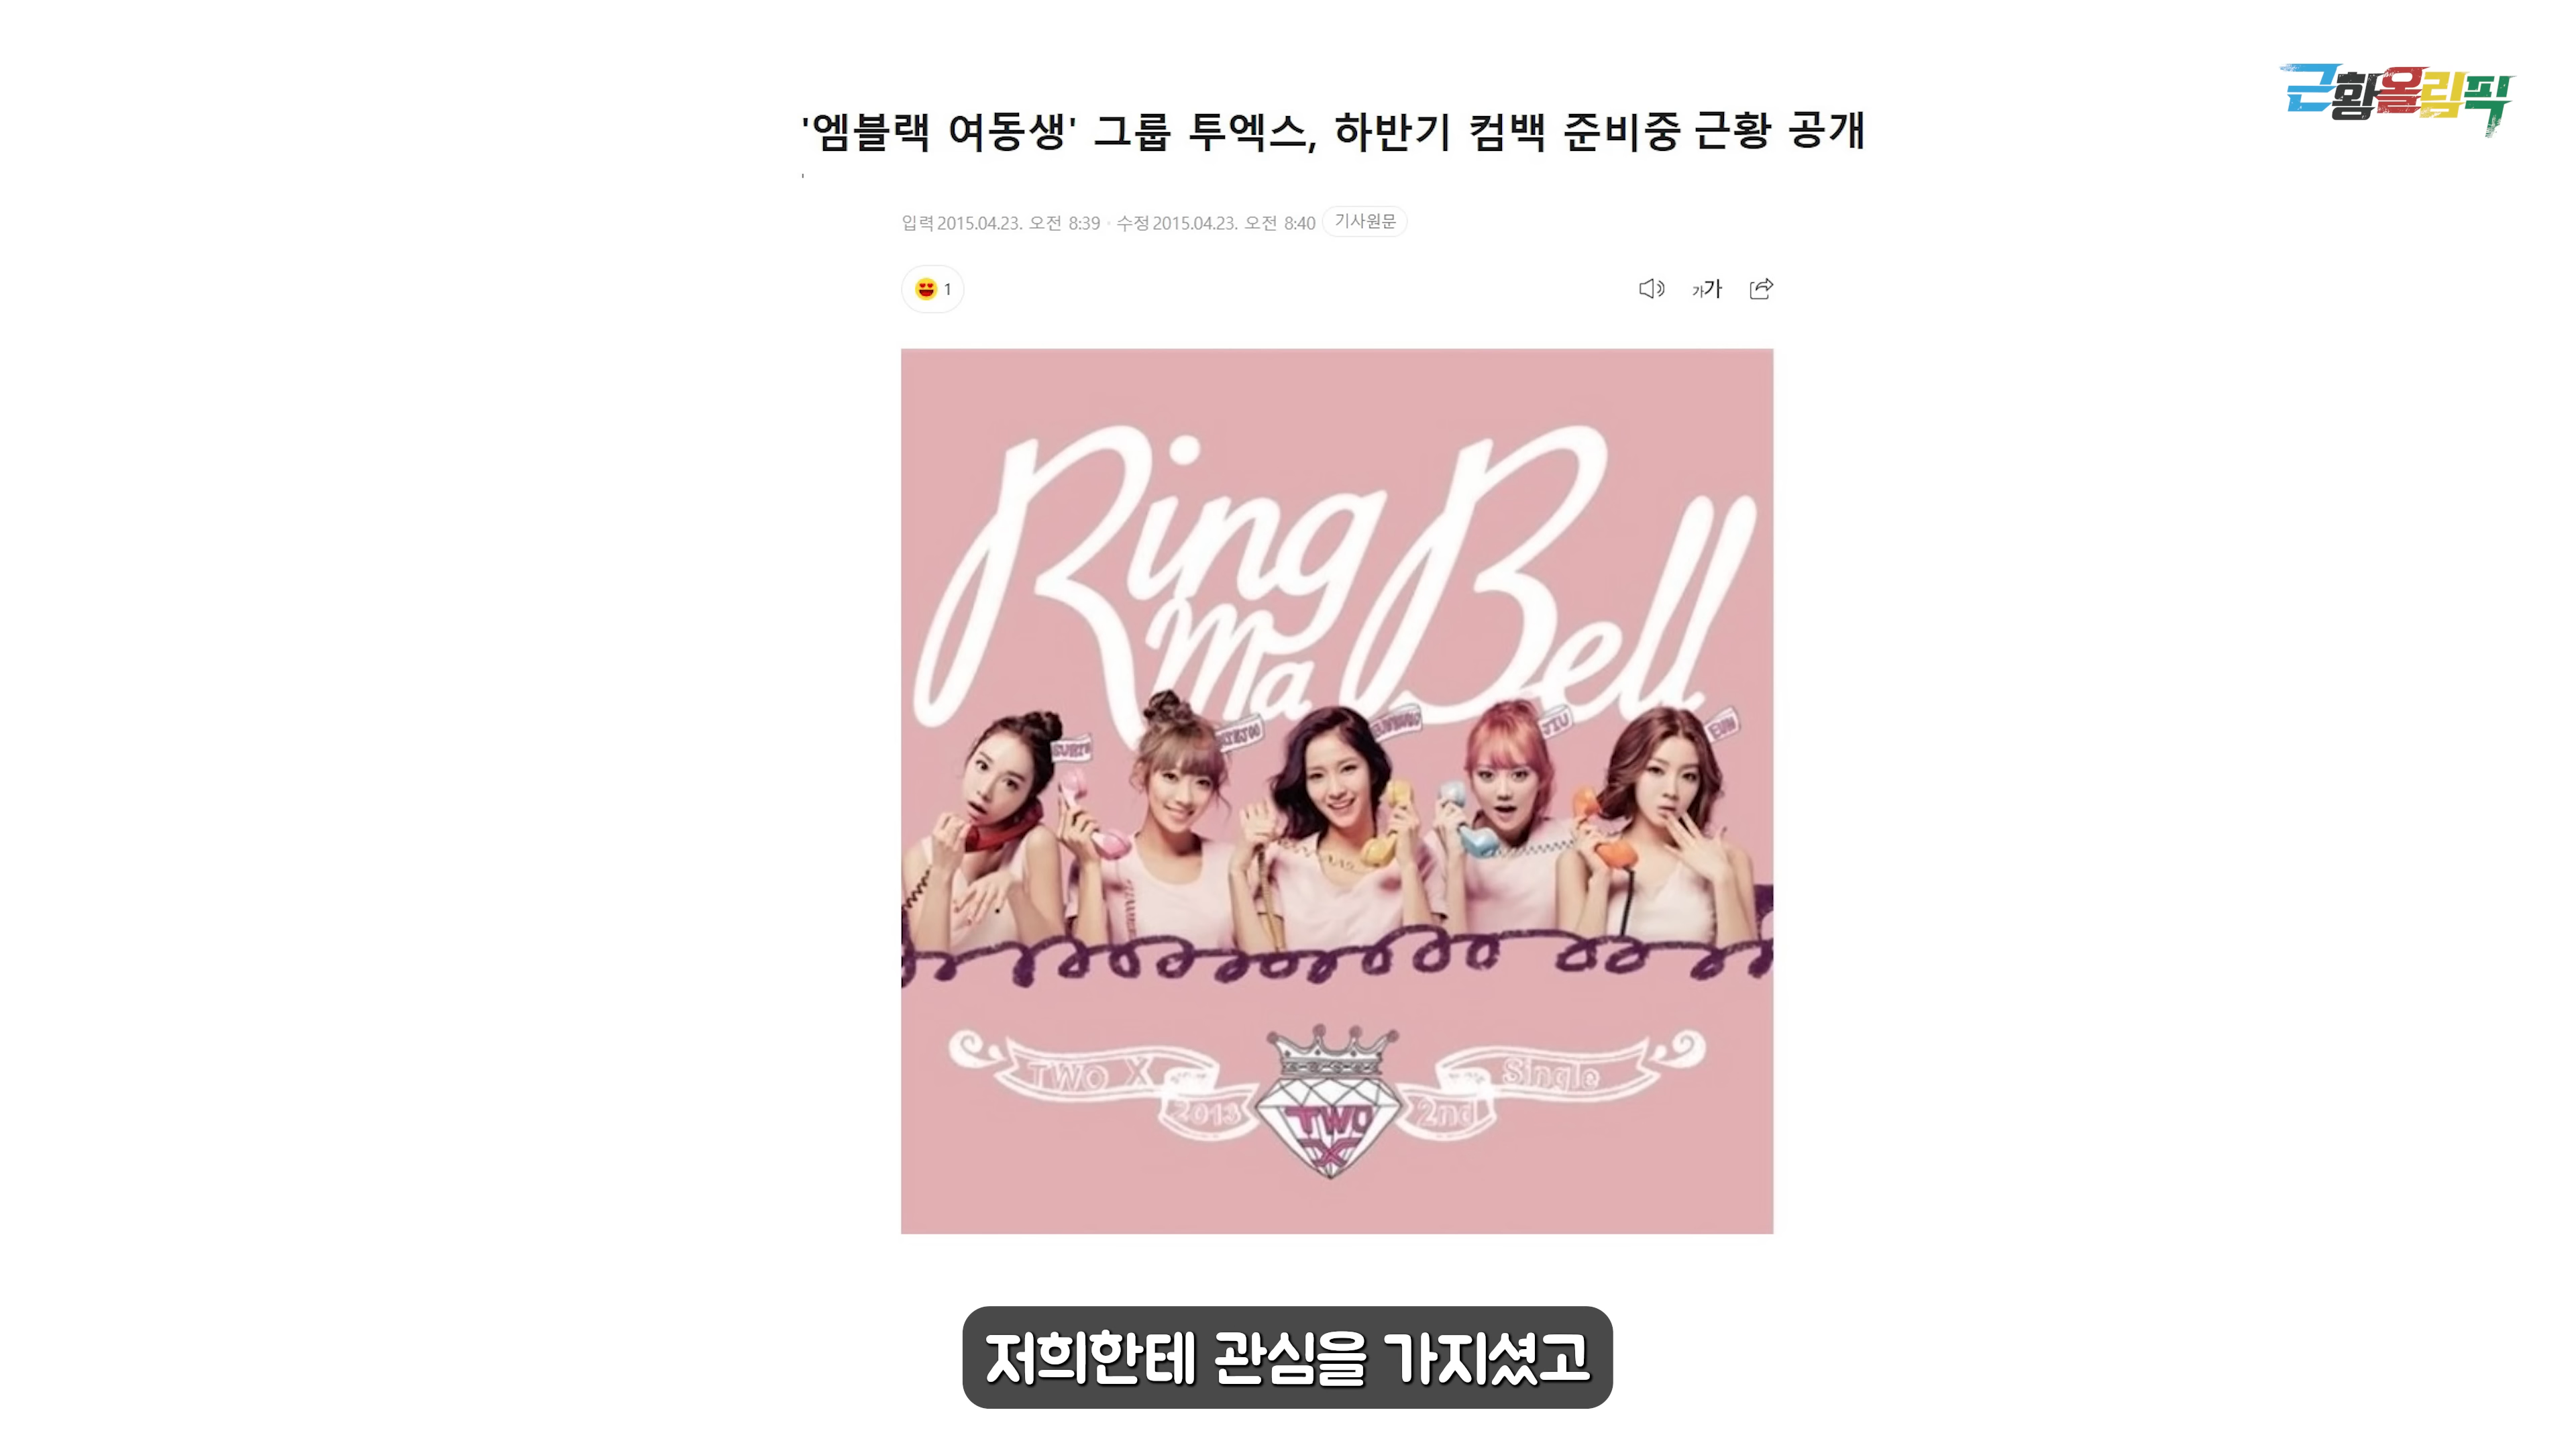 근황올림픽
'엠블랙 여동생' 그룹 투엑스, 하반기 컴백 준비중 근황 공개
입력 2015.04.23. 오전 8:39 · 수정 2015.04.23. 오전 8:40 기사원문
1
가가
Ring
Ma
Bell
JIU
EUN
TWO X
Single
2013
2nd
TWO
X
저희한테 관심을 가지셨고